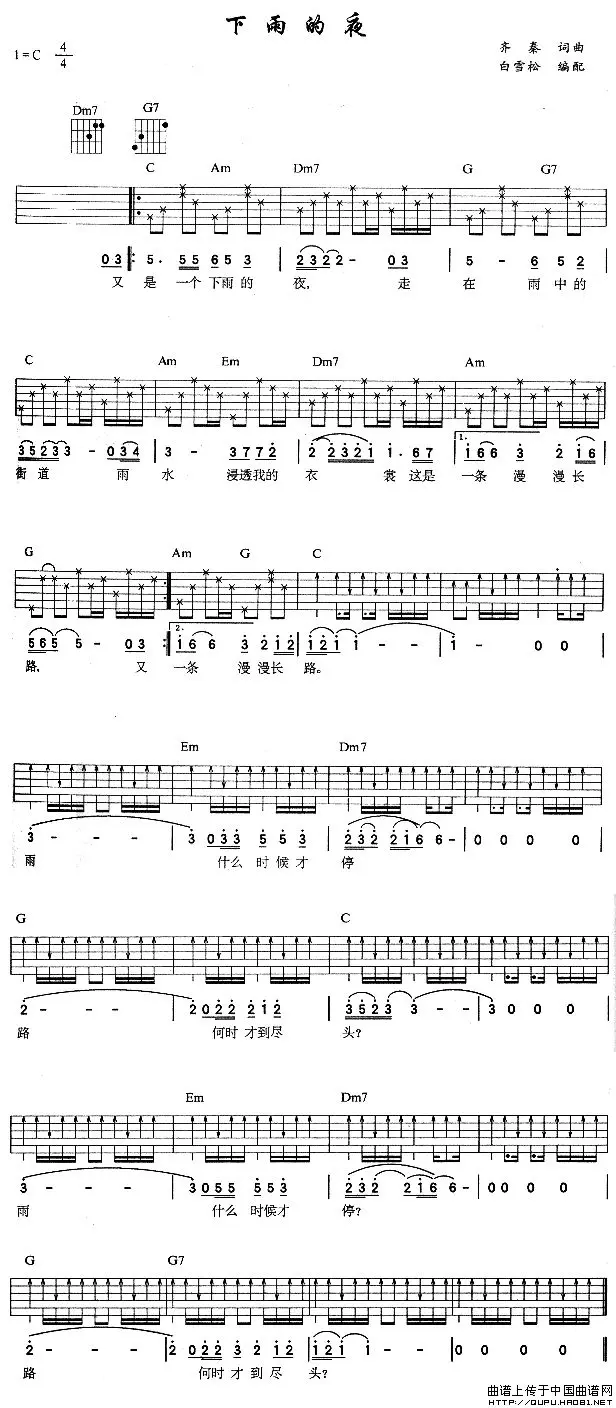 下雨的夜
1=C 4/4
齐秦 词曲
白雪松 编配
Dm7 G7
C Am Dm7 G G7
0 3 5 . 5 5 6 5 3 2 3 2 2 - 0 3 5 - 6 5 2
又 是 一个 下雨的 夜, 走 在 雨 中 的
C Am Em Dm7 Am
3 5 2 3 3 - 0 3 4 3 - 3 7 7 2 2 2 3 2 1 1 . 6 7 1. 1 6 6 3 2 1 6
街 道 雨 水 浸透我的 衣 裳 这是 一条 漫 漫 长
G Am G C
5 6 5 5 - 0 3 2. 1 6 6 3 2 1 2 1 2 1 1 - 1 - 0 0
路, 又 一条 漫 漫长 路。
Em Dm7
3 - - - 3 0 3 3 5 5 3 2 3 2 2 1 6 6 - 0 0 0 0
雨 什么 时 候 才 停
G C
2 - - - 2 0 2 2 2 1 2 3 5 2 3 3 - - 3 0 0 0
路 何时 才到尽 头?
Em Dm7
3 - - - 3 0 5 5 5 5 3 2 3 2 2 1 6 6 - 0 0 0 0
雨 什么 时候才 停?
G G7
2 - - - 2 0 2 2 3 2 1 2 1 2 1 1 - - 0 0 0 0
路 何时 才 到 尽 头?
曲谱上传于中国曲谱网
HTTP://QUPU.HAO81.NET